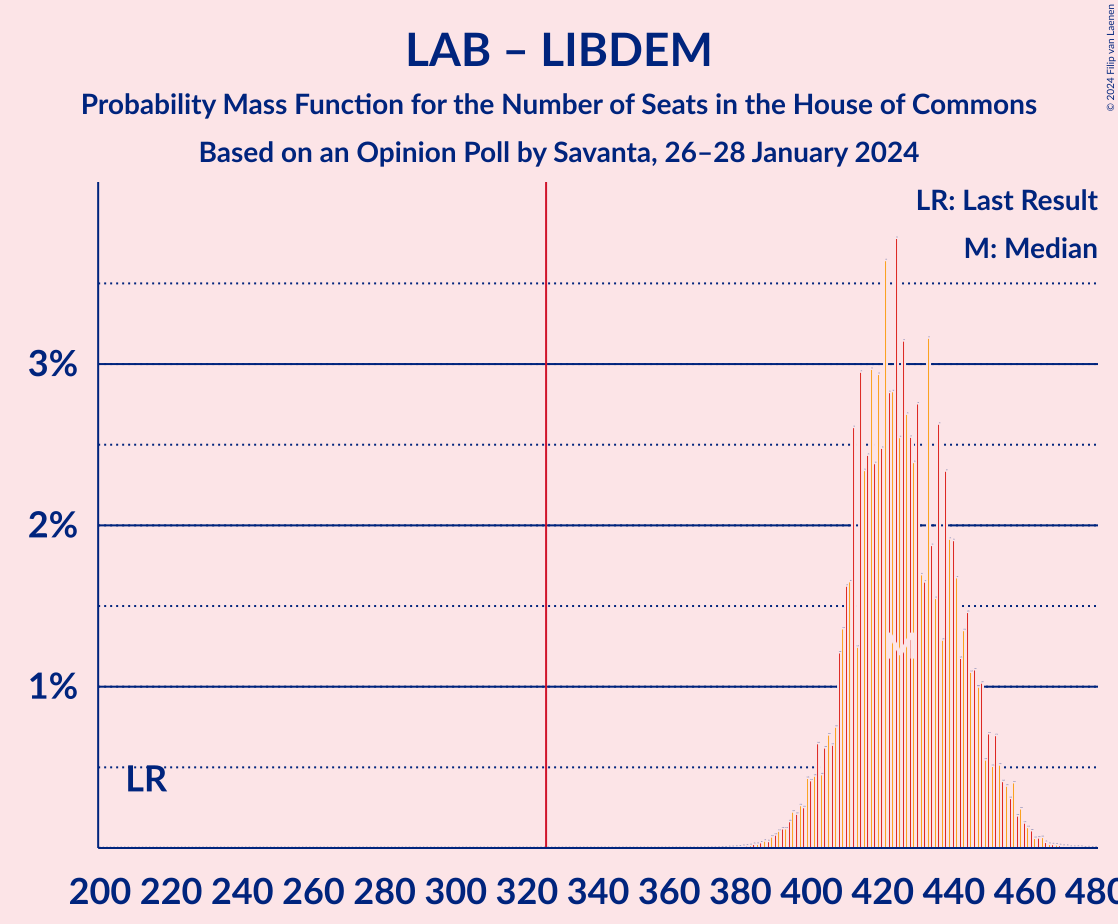 LAB – LIBDEM
Probability Mass Function for the Number of Seats in the House of Commons
Based on an Opinion Poll by Savanta, 26–28 January 2024
© 2024 Filip van Laenen
LR: Last Result
M: Median
3%
2%
1%
LR
M
200 220 240 260 280 300 320 340 360 380 400 420 440 460 480